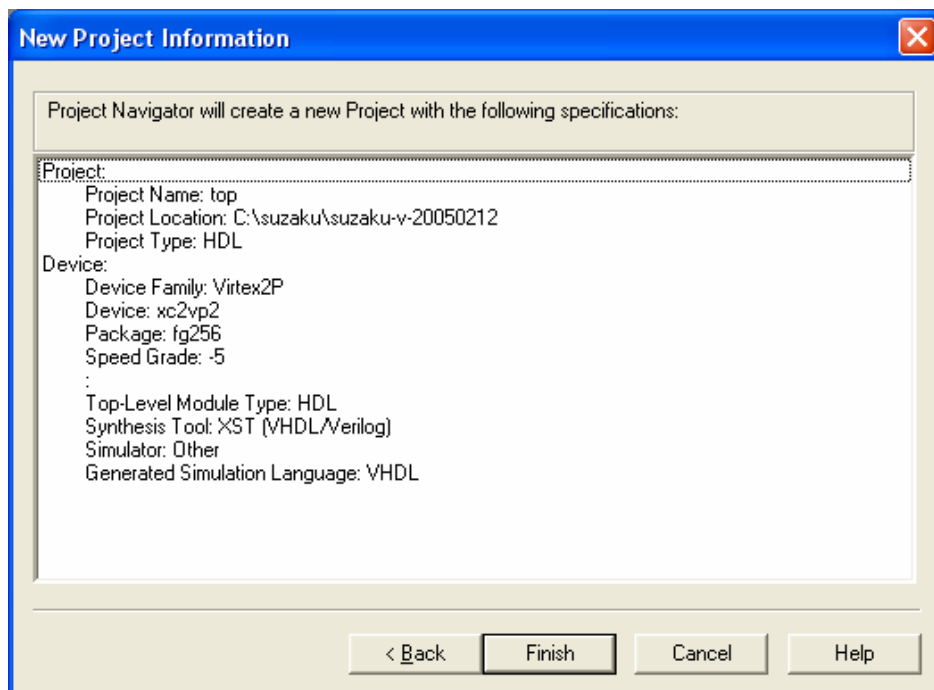 New Project Information
Project Navigator will create a new Project with the following specifications:
Project:
Project Name: top
Project Location: C:\suzaku\suzaku-v-20050212
Project Type: HDL
Device:
Device Family: Virtex2P
Device: xc2vp2
Package: fg256
Speed Grade: -5
:
Top-Level Module Type: HDL
Synthesis Tool: XST (VHDL/Verilog)
Simulator: Other
Generated Simulation Language: VHDL
< Back Finish Cancel Help